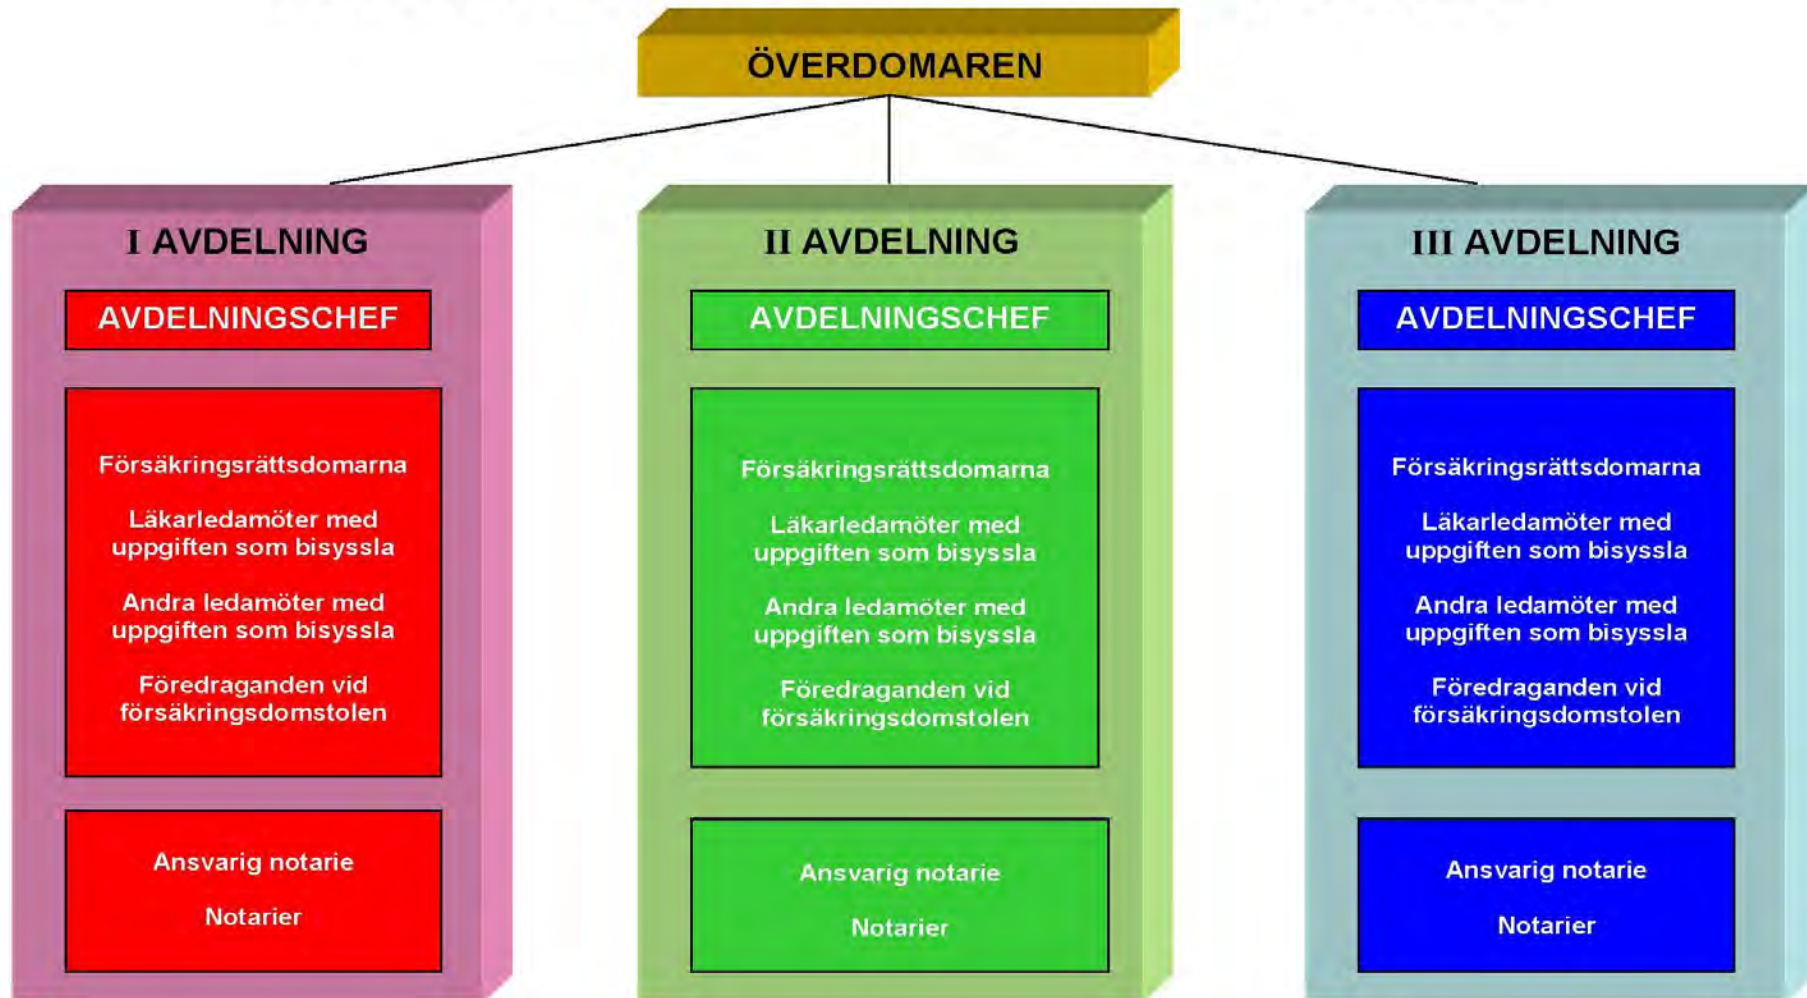 ÖVERDOMAREN
I AVDELNING
AVDELNINGSCHEF
Försäkringsrättsdomarna
Läkarledamöter med
uppgiften som bisyssla
Andra ledamöter med
uppgiften som bisyssla
Föredraganden vid
försäkringsdomstolen
Ansvarig notarie
Notarier
II AVDELNING
AVDELNINGSCHEF
Försäkringsrättsdomarna
Läkarledamöter med
uppgiften som bisyssla
Andra ledamöter med
uppgiften som bisyssla
Föredraganden vid
försäkringsdomstolen
Ansvarig notarie
Notarier
III AVDELNING
AVDELNINGSCHEF
Försäkringsrättsdomarna
Läkarledamöter med
uppgiften som bisyssla
Andra ledamöter med
uppgiften som bisyssla
Föredraganden vid
försäkringsdomstolen
Ansvarig notarie
Notarier